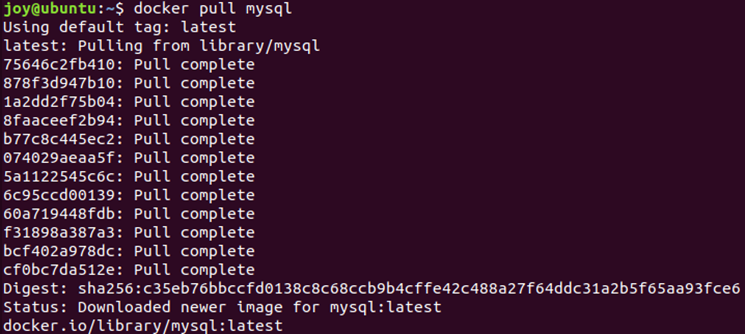 joy@ubuntu:~$ docker pull mysql
Using default tag: latest
latest: Pulling from library/mysql
75646c2fb410: Pull complete
878f3d947b10: Pull complete
1a2dd2f75b04: Pull complete
8faaceef2b94: Pull complete
b77c8c445ec2: Pull complete
074029aeaa5f: Pull complete
5a1122545c6c: Pull complete
6c95ccd00139: Pull complete
60a719448fdb: Pull complete
f31898a387a3: Pull complete
bcf402a978dc: Pull complete
cf0bc7da512e: Pull complete
Digest: sha256:c35eb76bbccfd0138c8c68ccb9b4cffe42c488a27f64ddc31a2b5f65aa93fce6
Status: Downloaded newer image for mysql:latest
docker.io/library/mysql:latest